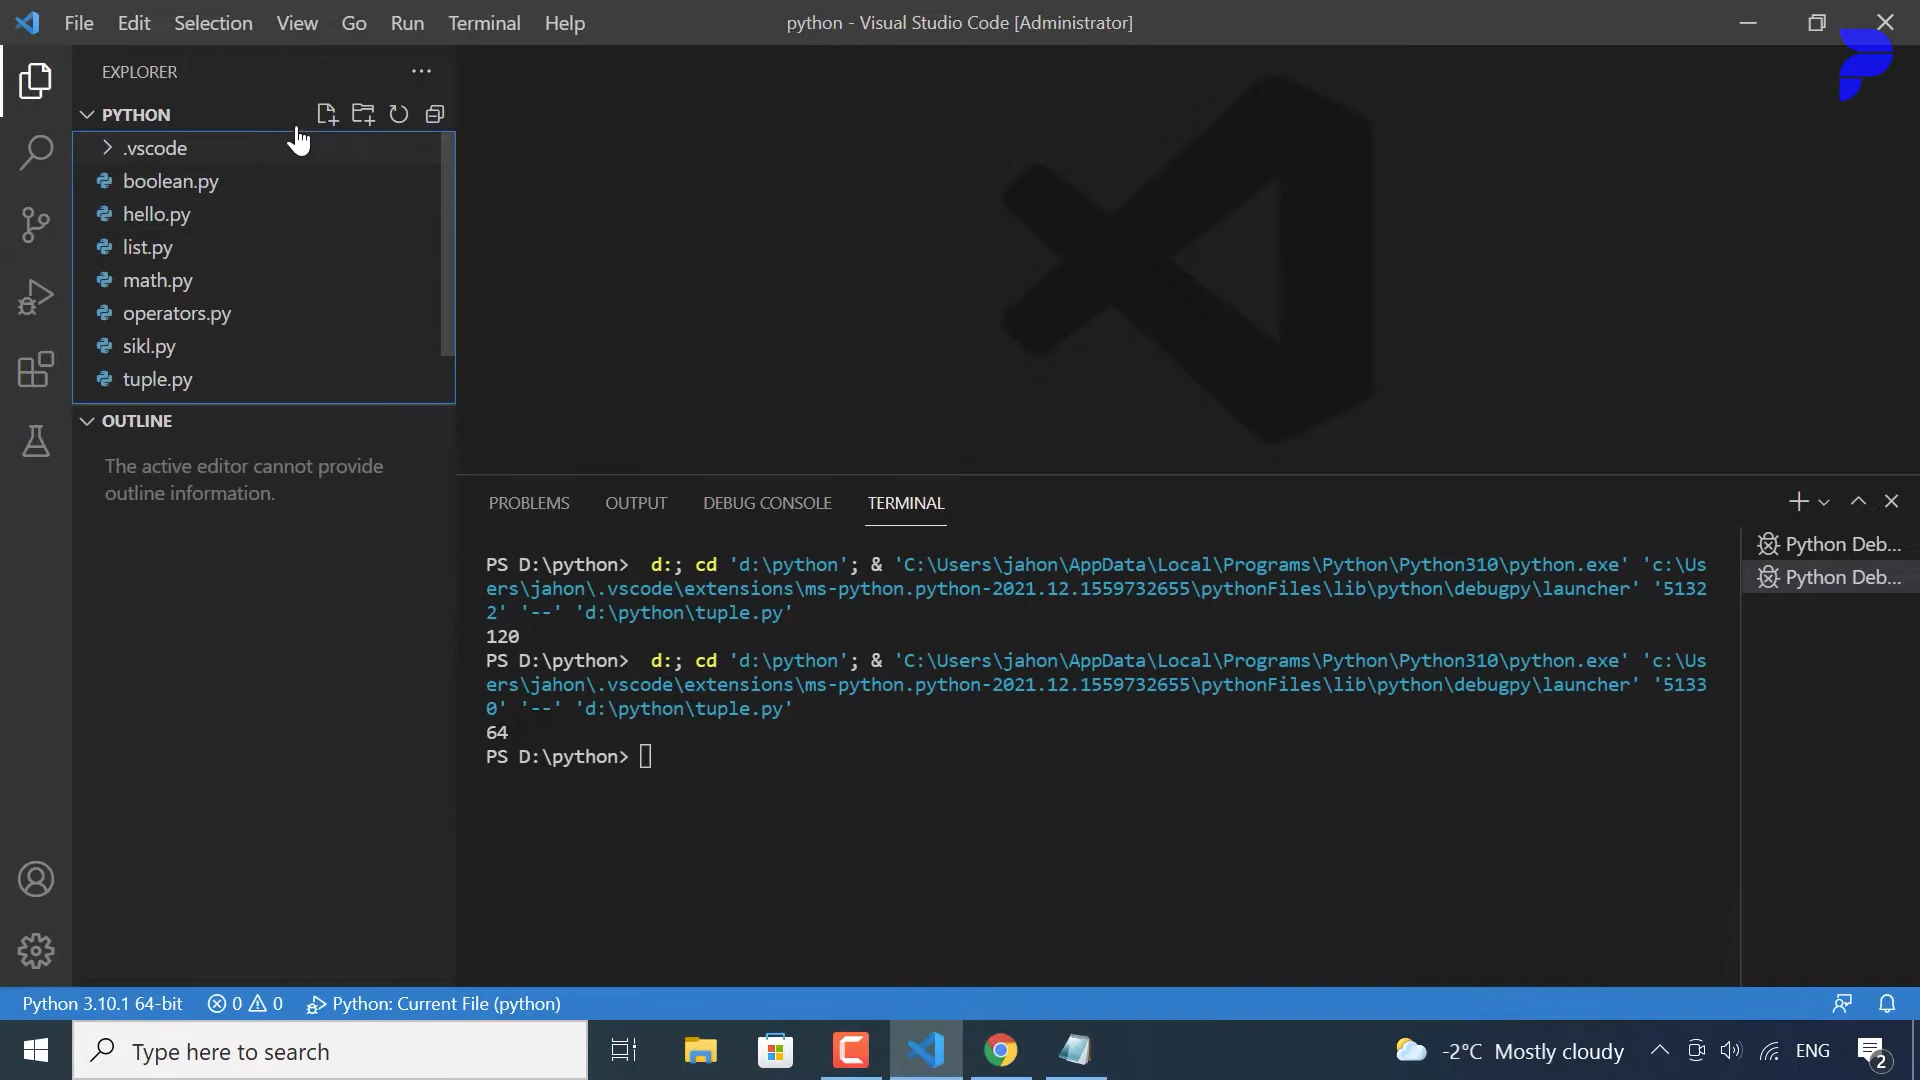 File Edit Selection View Go Run Terminal Help
python - Visual Studio Code [Administrator]
EXPLORER
PYTHON
.vscode
boolean.py
hello.py
list.py
math.py
operators.py
sikl.py
tuple.py
OUTLINE
The active editor cannot provide
outline information.
PROBLEMS OUTPUT DEBUG CONSOLE TERMINAL
PS D:\python>  d:; cd 'd:\python'; & 'C:\Users\jahon\AppData\Local\Programs\Python\Python310\python.exe' 'c:\Us
ers\jahon\.vscode\extensions\ms-python.python-2021.12.1559732655\pythonFiles\lib\python\debugpy\launcher' '5132
2' '--' 'd:\python\tuple.py'
120
PS D:\python>  d:; cd 'd:\python'; & 'C:\Users\jahon\AppData\Local\Programs\Python\Python310\python.exe' 'c:\Us
ers\jahon\.vscode\extensions\ms-python.python-2021.12.1559732655\pythonFiles\lib\python\debugpy\launcher' '5133
0' '--' 'd:\python\tuple.py'
64
PS D:\python>
Python Deb...
Python Deb...
Python 3.10.1 64-bit 0 0 Python: Current File (python)
Type here to search
-2°C Mostly cloudy
ENG
2